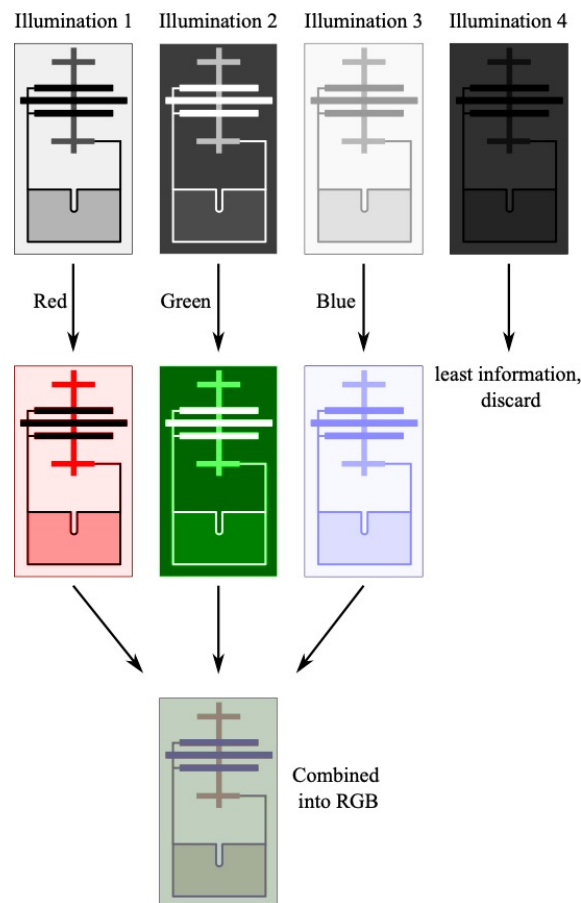 Illumination 1
Illumination 2
Illumination 3
Illumination 4
Red
Green
Blue
least information,
discard
Combined
into RGB